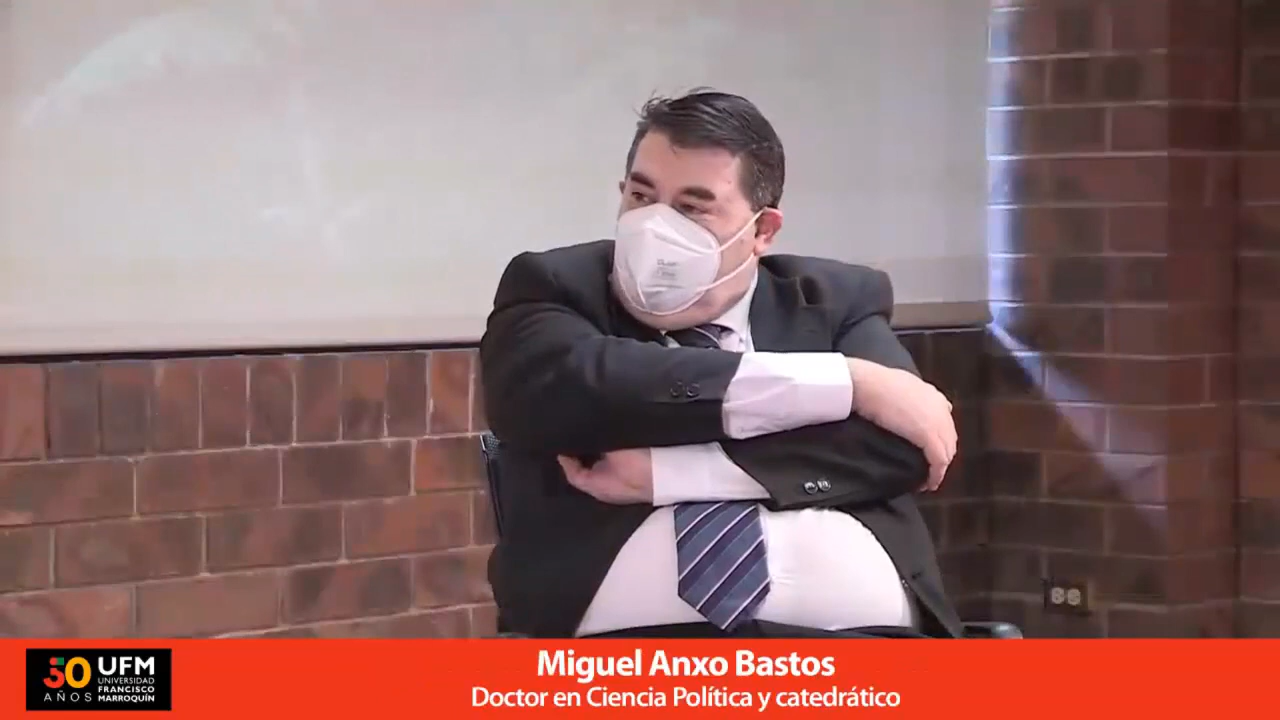 Miguel Anxo Bastos
Doctor en Ciencia Política y catedrático
50 UFM
AÑOS
UNIVERSIDAD
FRANCISCO
MARROQUÍN